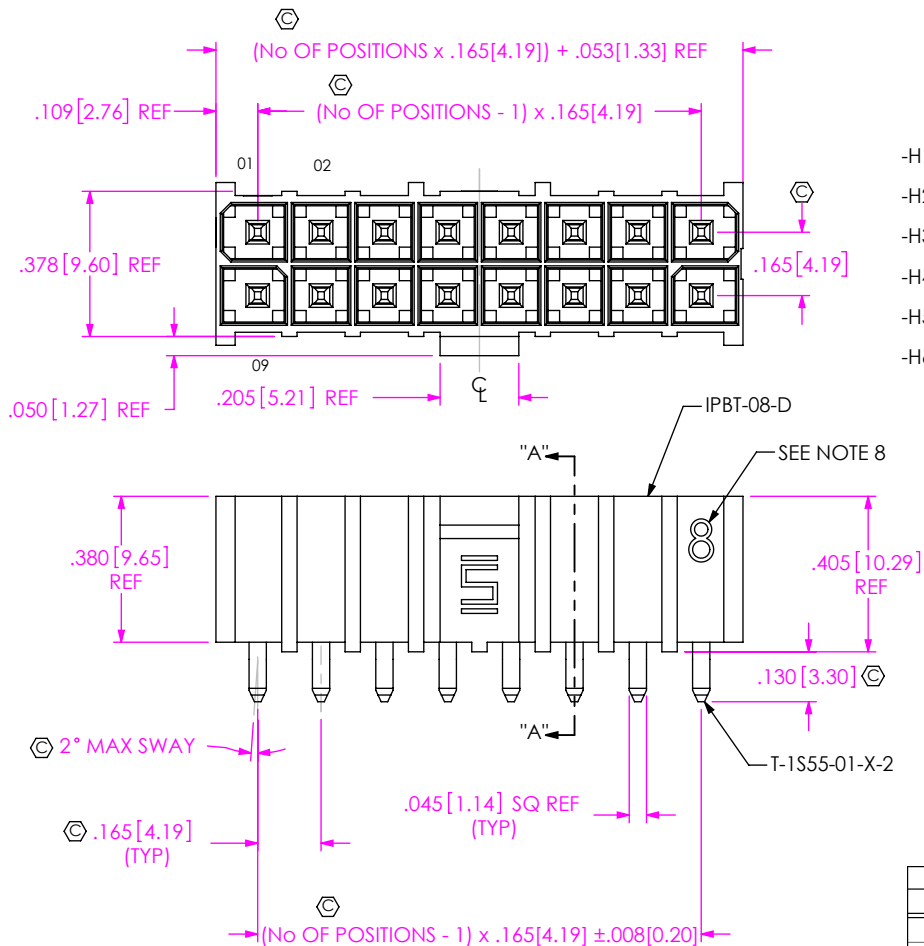 Ⓒ
(No OF POSITIONS x .165[4.19]) + .053[1.33] REF
Ⓒ
.109[2.76] REF
(No OF POSITIONS - 1) x .165[4.19]
01
02
-H
-H2
Ⓒ
-H3
.378[9.60] REF
.165[4.19]
-H4
-H
09
.050[1.27] REF
.205[5.21] REF
℄
IPBT-08-D
"A"
SEE NOTE 8
8
.380[9.65]
REF
.405[10.29]
REF
.130[3.30] Ⓒ
"A"
Ⓒ 2° MAX SWAY
T-1S55-01-X-2
.045[1.14] SQ REF
(TYP)
Ⓒ .165[4.19]
(TYP)
Ⓒ
(No OF POSITIONS - 1) x .165[4.19] ±.008[0.20]